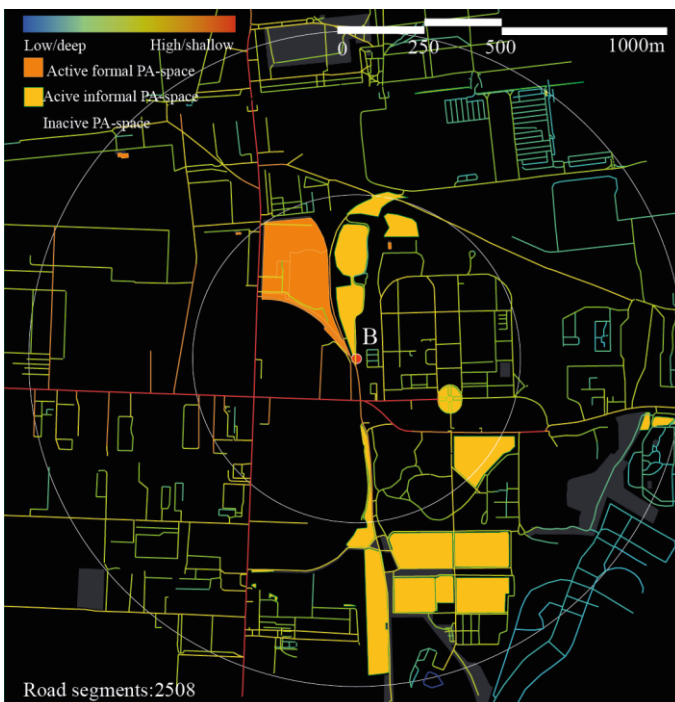 Low/deep High/shallow
0 250 500 1000m
Active formal PA-space
Acive informal PA-space
Inacive PA-space
B
Road segments:2508